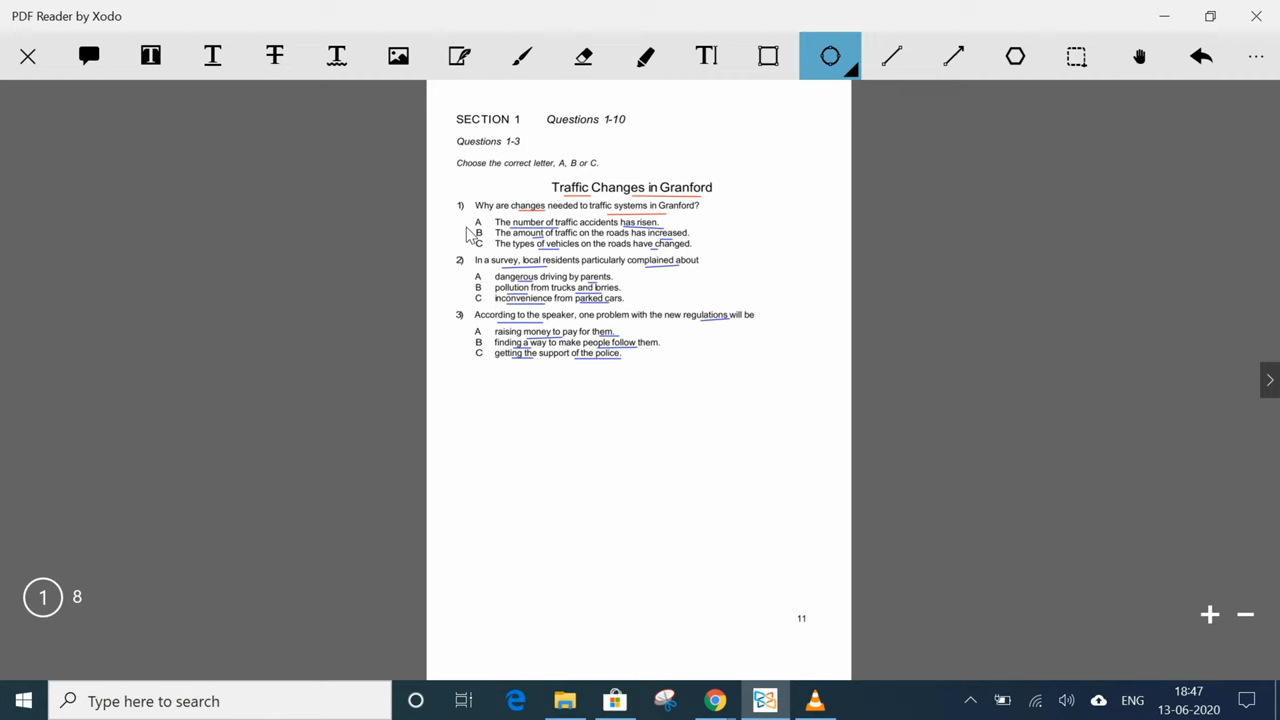 PDF Reader by Xodo
T T T T TI
SECTION 1 Questions 1-10
Questions 1-3
Choose the correct letter, A, B or C.
Traffic Changes in Granford
1) Why are changes needed to traffic systems in Granford?
A The number of traffic accidents has risen.
B The amount of traffic on the roads has increased.
C The types of vehicles on the roads have changed.
2) In a survey, local residents particularly complained about
A dangerous driving by parents.
B pollution from trucks and lorries.
C inconvenience from parked cars.
3) According to the speaker, one problem with the new regulations will be
A raising money to pay for them.
B finding a way to make people follow them.
C getting the support of the police.
1 8
11
Type here to search
ENG
18:47
13-06-2020